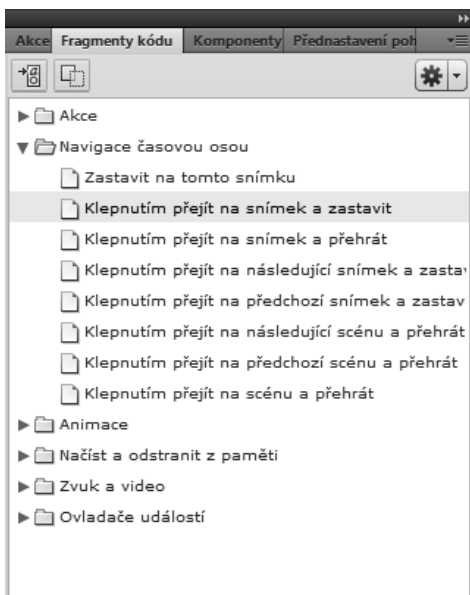 Akce Fragmenty kódu Komponenty Přednastavení poh
Akce
Navigace časovou osou
Zastavit na tomto snímku
Klepnutím přejít na snímek a zastavit
Klepnutím přejít na snímek a přehrát
Klepnutím přejít na následující snímek a zastav
Klepnutím přejít na předchozí snímek a zastav
Klepnutím přejít na následující scénu a přehrát
Klepnutím přejít na předchozí scénu a přehrát
Klepnutím přejít na scénu a přehrát
Animace
Načíst a odstranit z paměti
Zvuk a video
Ovladače událostí